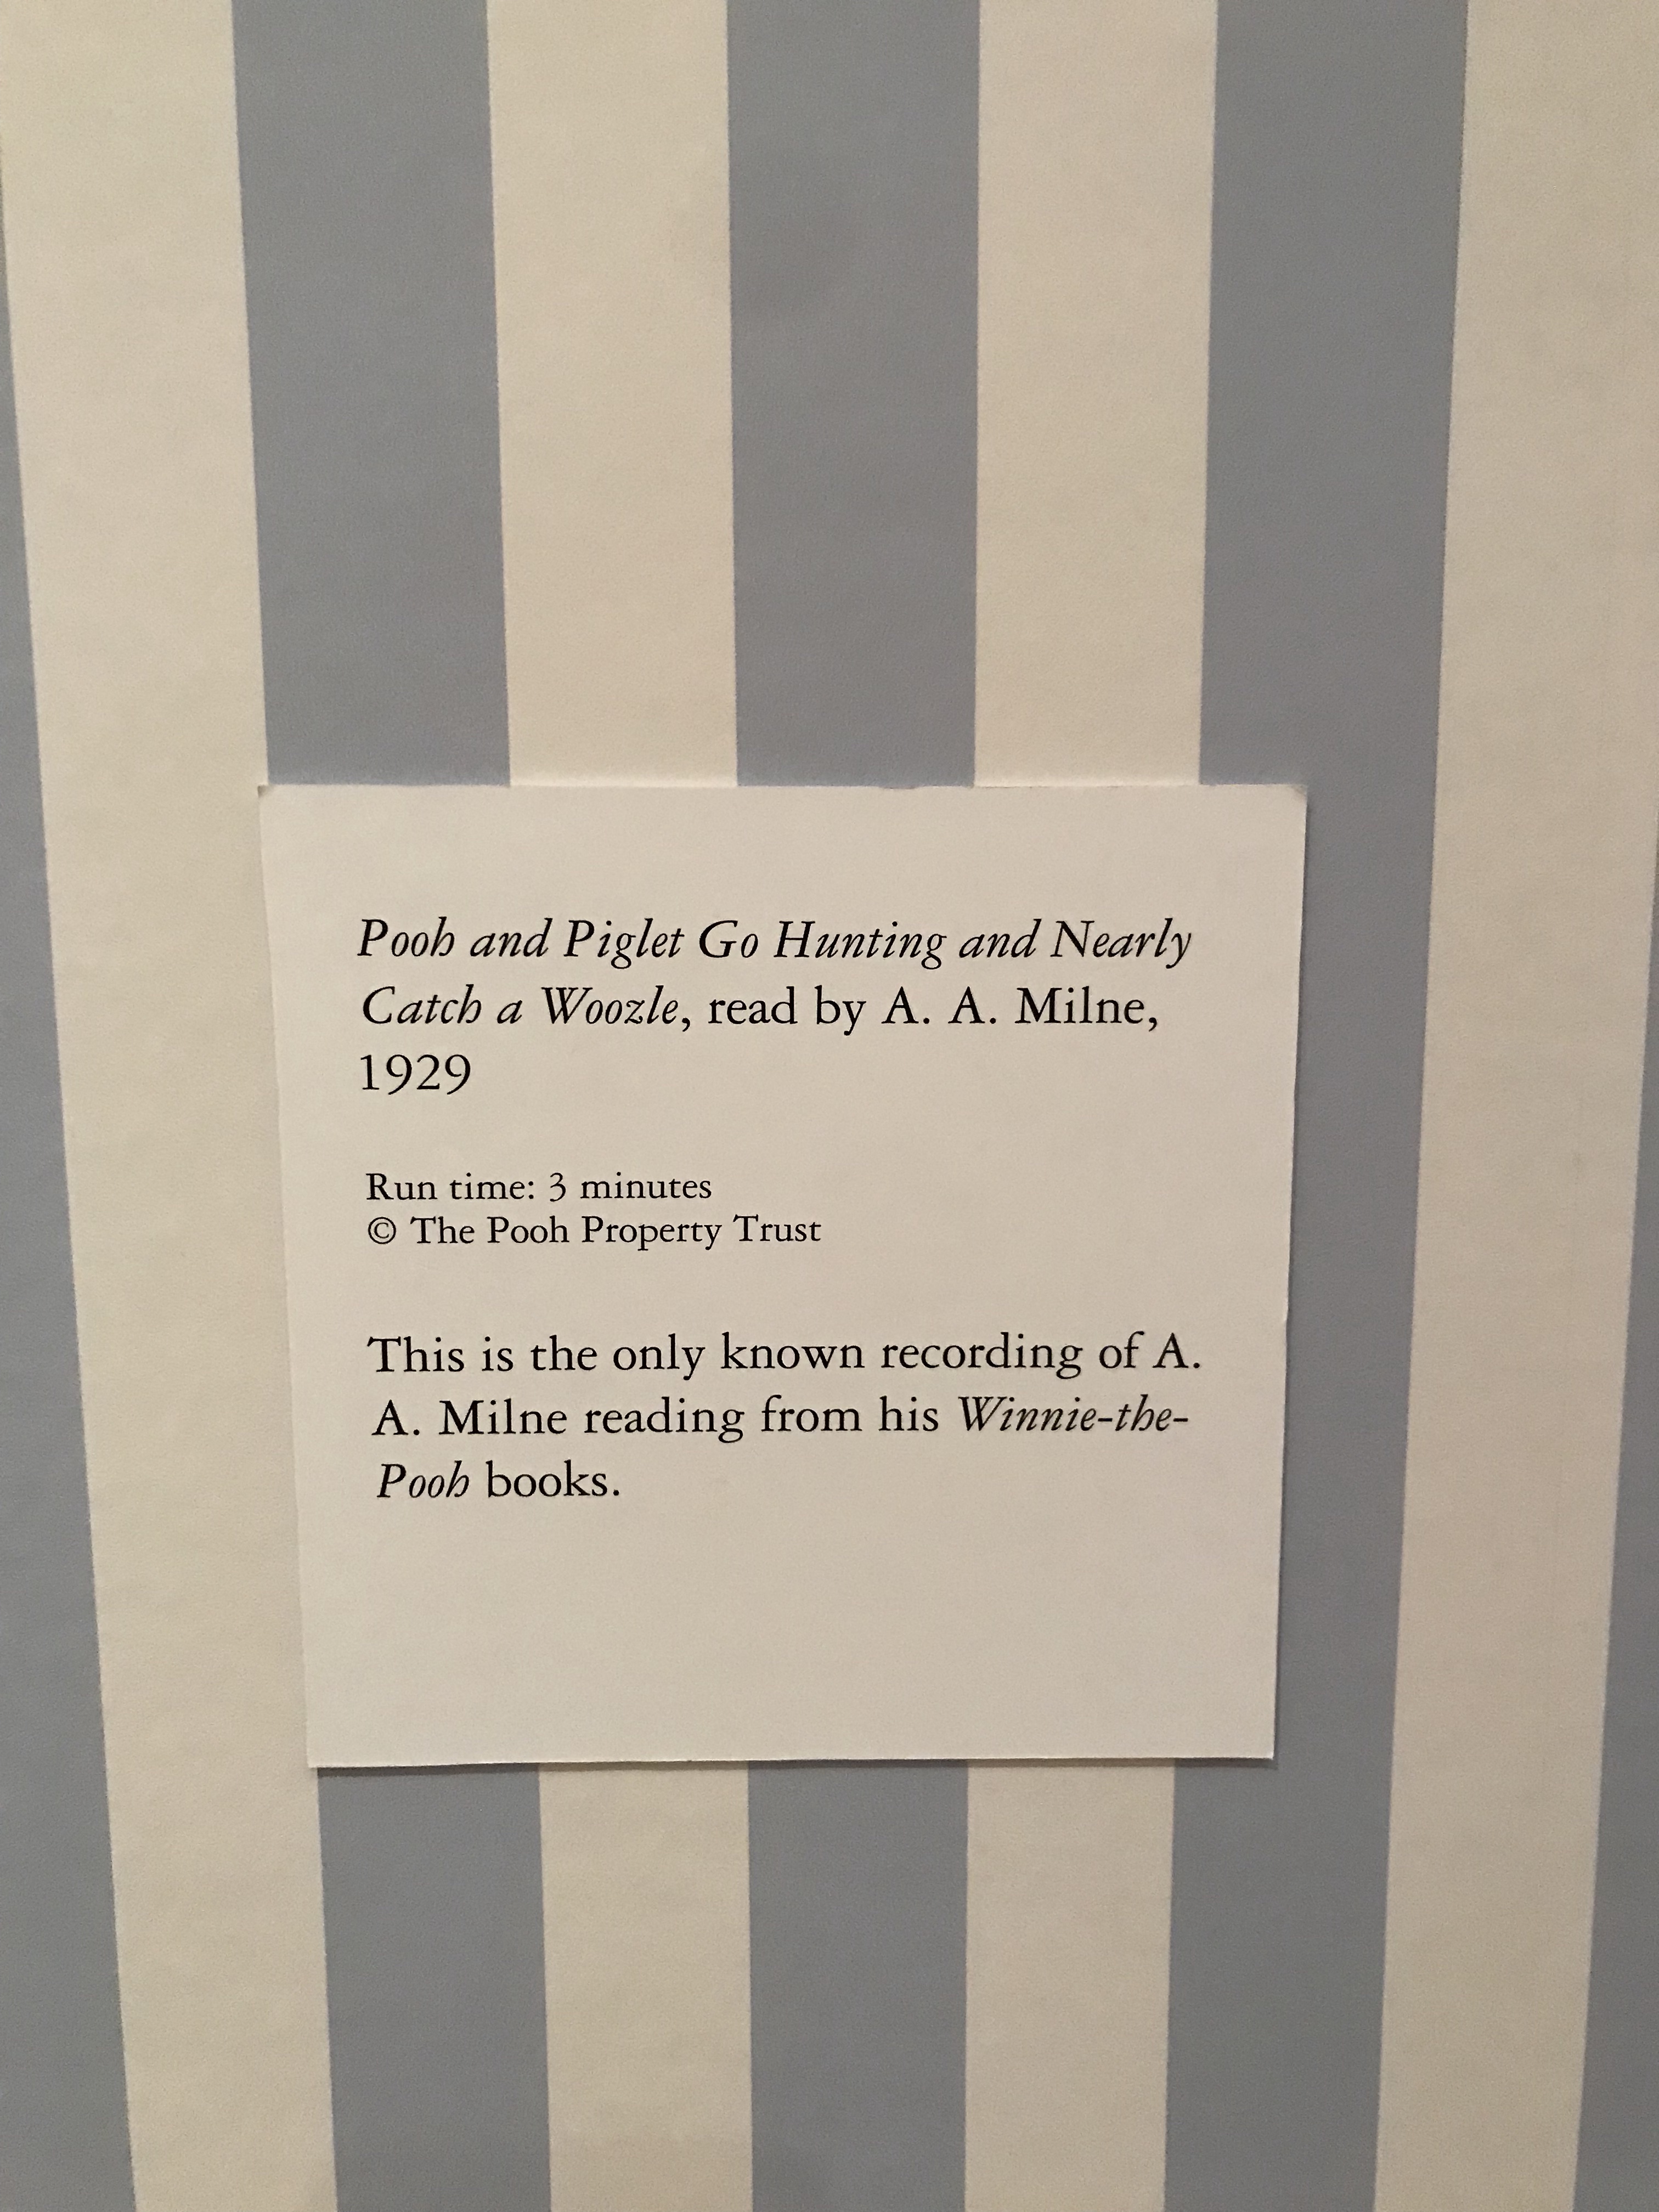 Pooh and Piglet Go Hunting and Nearly
Catch a Woozle, read by A. A. Milne,
1929
Run time: 3 minutes
© The Pooh Property Trust
This is the only known recording of A.
A. Milne reading from his Winnie-the-
Pooh books.